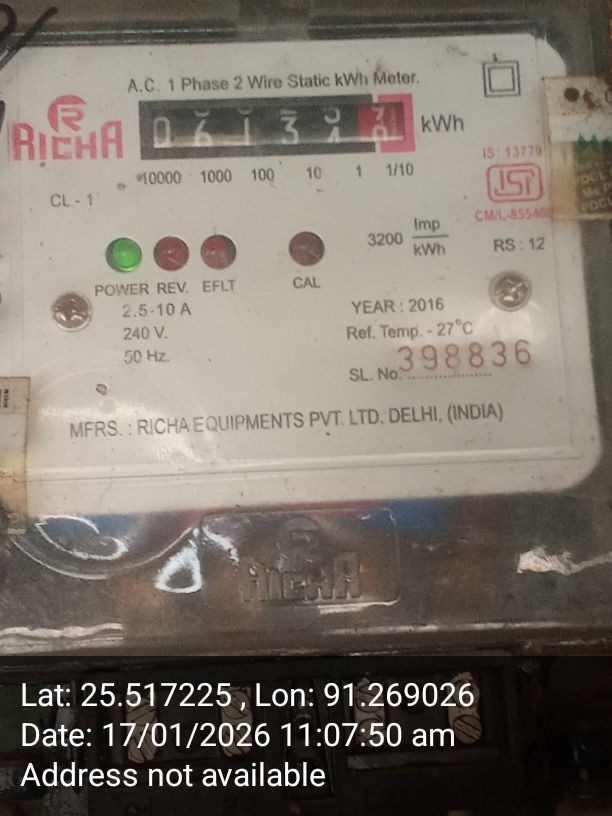 A.C. 1 Phase 2 Wire Static kWh Meter.
RICHA
kWh
10000 1000 100 10 1 1/10
IS : 13779
ISI
CL - 1
3200 Imp/kWh
RS : 12
POWER REV. EFLT CAL
2.5-10 A
YEAR : 2016
240 V.
Ref. Temp. - 27°C
50 Hz.
SL. No. 398836
MFRS. : RICHA EQUIPMENTS PVT. LTD. DELHI, (INDIA)
RICHA
Lat: 25.517225 , Lon: 91.269026
Date: 17/01/2026 11:07:50 am
Address not available